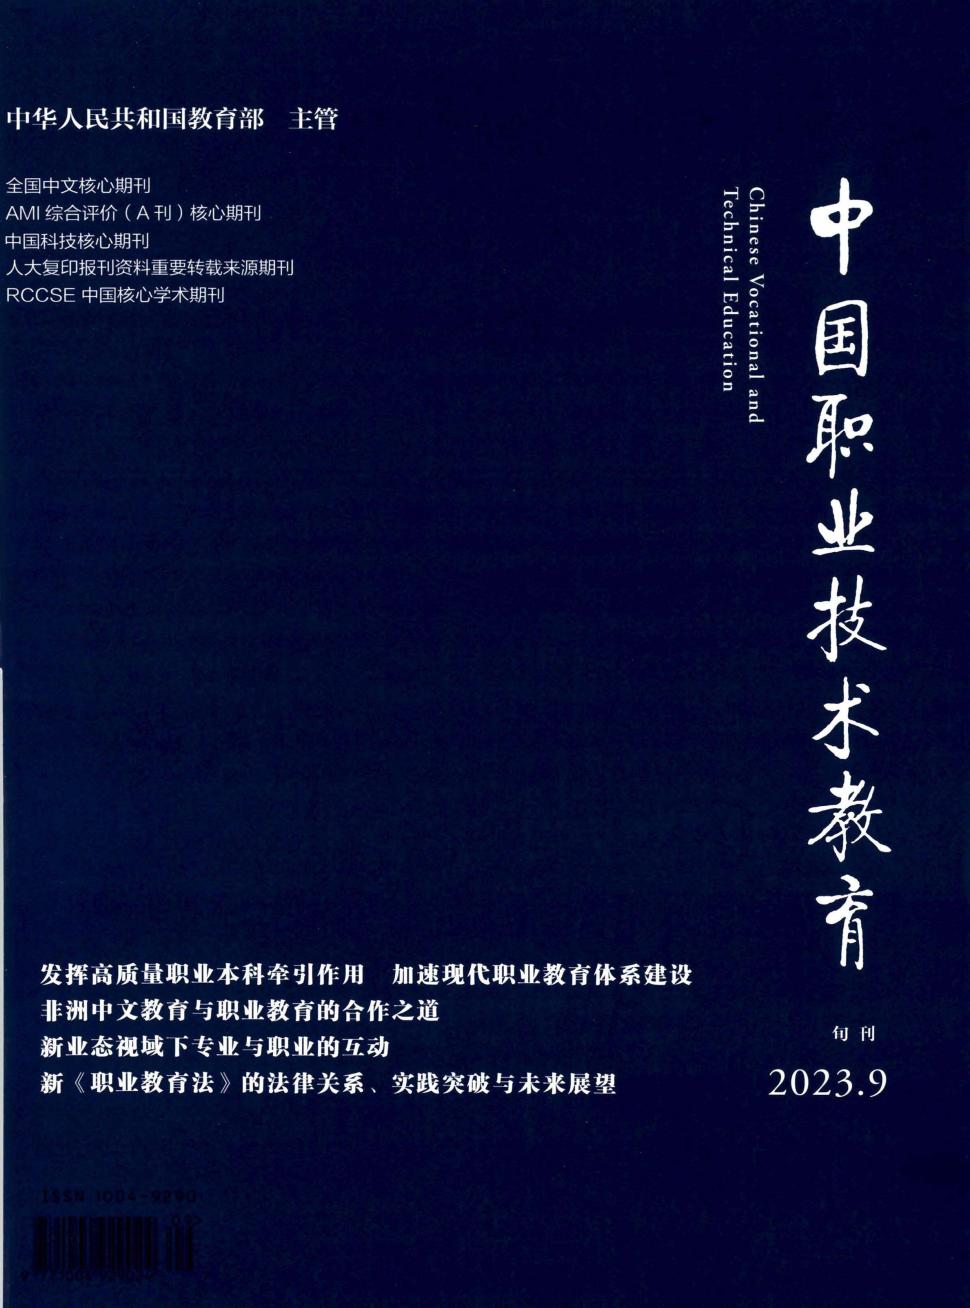 中华人民共和国教育部 主管
全国中文核心期刊
AMI 综合评价（A 刊）核心期刊
中国科技核心期刊
人大复印报刊资料重要转载来源期刊
RCCSE 中国核心学术期刊
中国职业技术教育
Chinese Vocational and
Technical Education
发挥高质量职业本科牵引作用 加速现代职业教育体系建设
非洲中文教育与职业教育的合作之道
新业态视域下专业与职业的互动
新《职业教育法》的法律关系、实践突破与未来展望
旬刊
2023.9
ISSN 1004-9290